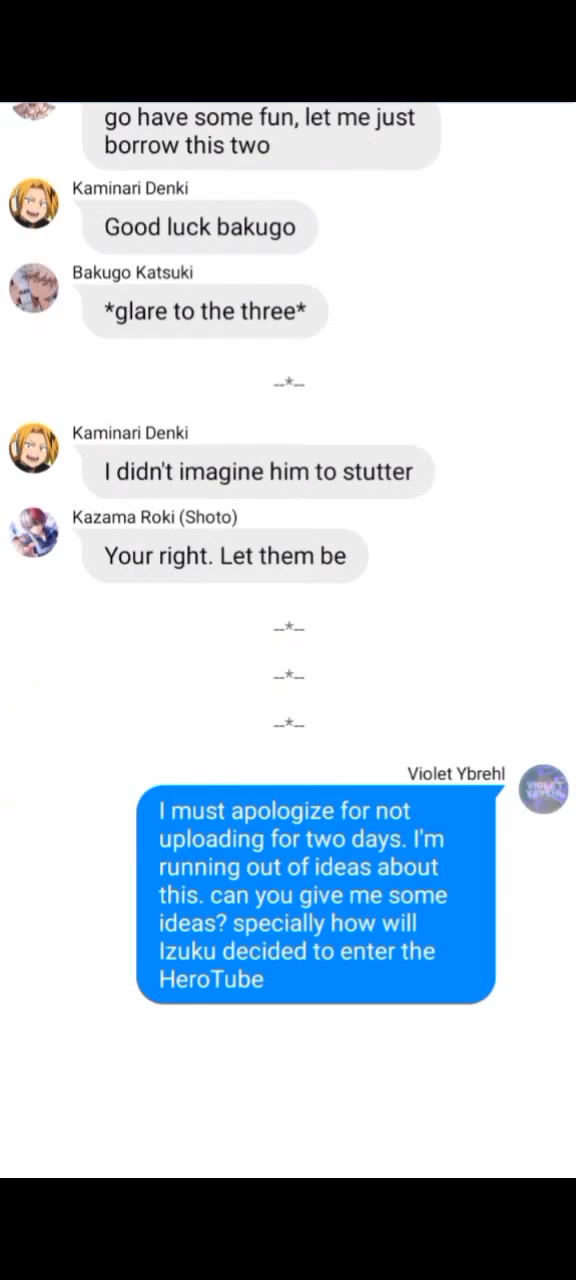 go have some fun, let me just
borrow this two
Kaminari Denki
Good luck bakugo
Bakugo Katsuki
*glare to the three*
--*--
Kaminari Denki
I didn't imagine him to stutter
Kazama Roki (Shoto)
Your right. Let them be
--*--
--*--
--*--
Violet Ybrehl
VIOLET
YBREHL
I must apologize for not
uploading for two days. I'm
running out of ideas about
this. can you give me some
ideas? specially how will
Izuku decided to enter the
HeroTube